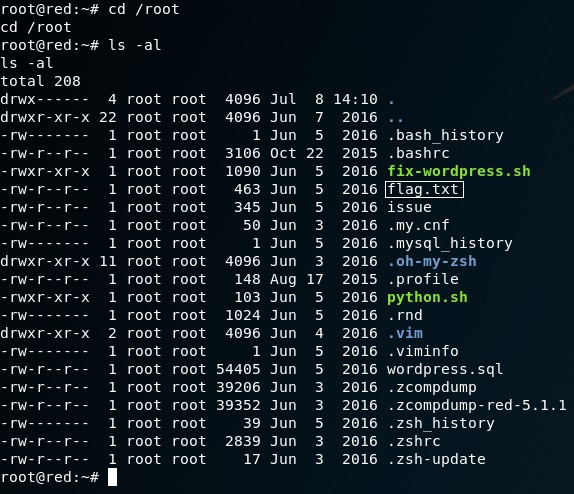 root@red:~# cd /root
cd /root
root@red:~# ls -al
ls -al
total 208
drwx------  4 root root  4096 Jul  8 14:10 .
drwxr-xr-x 22 root root  4096 Jun  7  2016 ..
-rw-------  1 root root     1 Jun  5  2016 .bash_history
-rw-r--r--  1 root root  3106 Oct 22  2015 .bashrc
-rwxr-xr-x  1 root root  1090 Jun  5  2016 fix-wordpress.sh
-rw-r--r--  1 root root   463 Jun  5  2016 flag.txt
-rw-r--r--  1 root root   345 Jun  5  2016 issue
-rw-r--r--  1 root root    50 Jun  3  2016 .my.cnf
-rw-------  1 root root     1 Jun  5  2016 .mysql_history
drwxr-xr-x 11 root root  4096 Jun  3  2016 .oh-my-zsh
-rw-r--r--  1 root root   148 Aug 17  2015 .profile
-rwxr-xr-x  1 root root   103 Jun  5  2016 python.sh
-rw-------  1 root root  1024 Jun  5  2016 .rnd
drwxr-xr-x  2 root root  4096 Jun  4  2016 .vim
-rw-------  1 root root     1 Jun  5  2016 .viminfo
-rw-r--r--  1 root root 54405 Jun  5  2016 wordpress.sql
-rw-r--r--  1 root root 39206 Jun  3  2016 .zcompdump
-rw-r--r--  1 root root 39352 Jun  3  2016 .zcompdump-red-5.1.1
-rw-------  1 root root    39 Jun  5  2016 .zsh_history
-rw-r--r--  1 root root  2839 Jun  3  2016 .zshrc
-rw-r--r--  1 root root    17 Jun  3  2016 .zsh-update
root@red:~#